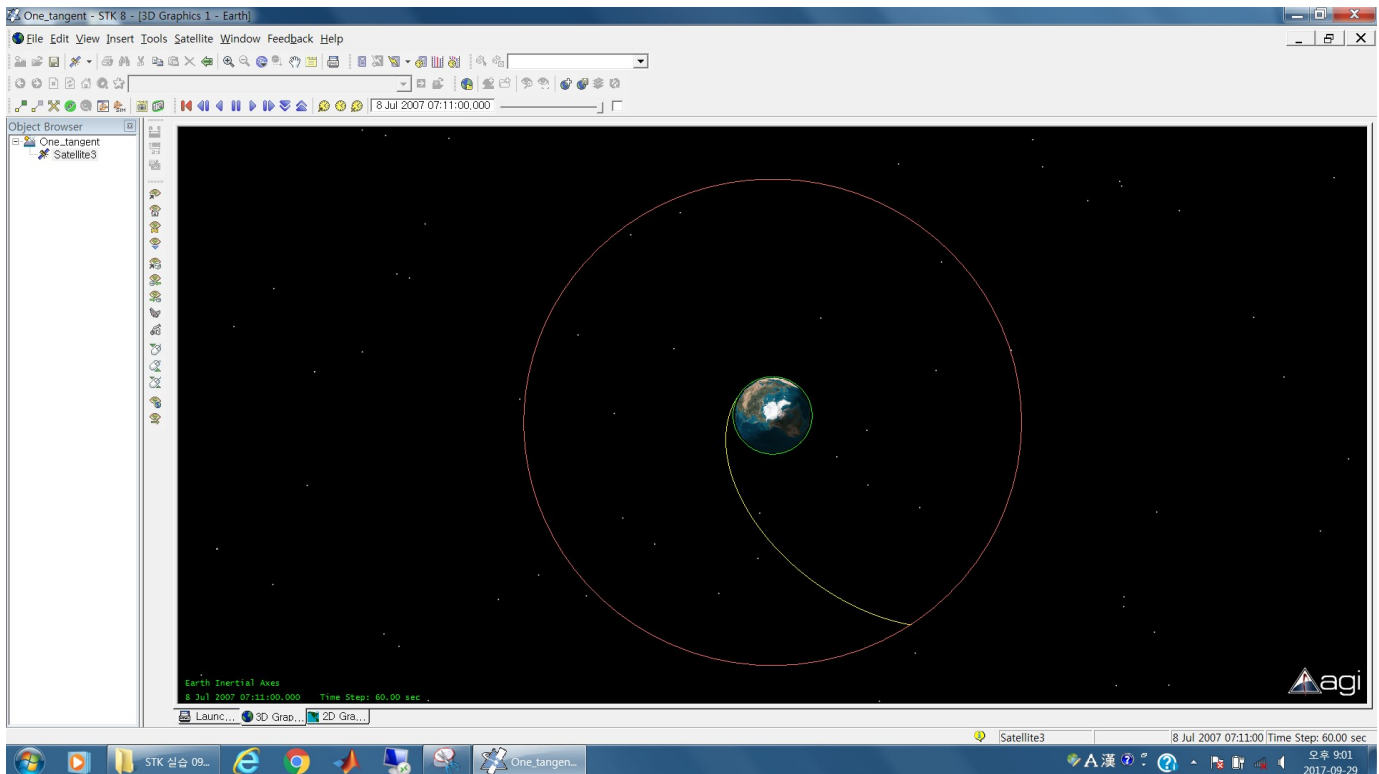 One_tangent - STK 8 - [3D Graphics 1 - Earth]
File Edit View Insert Tools Satellite Window Feedback Help
8 Jul 2007 07:11:00,000
Object Browser
One_tangent
Satellite3
Earth Inertial Axes
8 Jul 2007 07:11:00.000 Time Step: 60.00 sec
agi
Launc... 3D Grap... 2D Gra...
Satellite3 8 Jul 2007 07:11:00 Time Step: 60.00 sec
STK 실습 09... One_tangen... A 漢 오후 9:01
2017-09-29